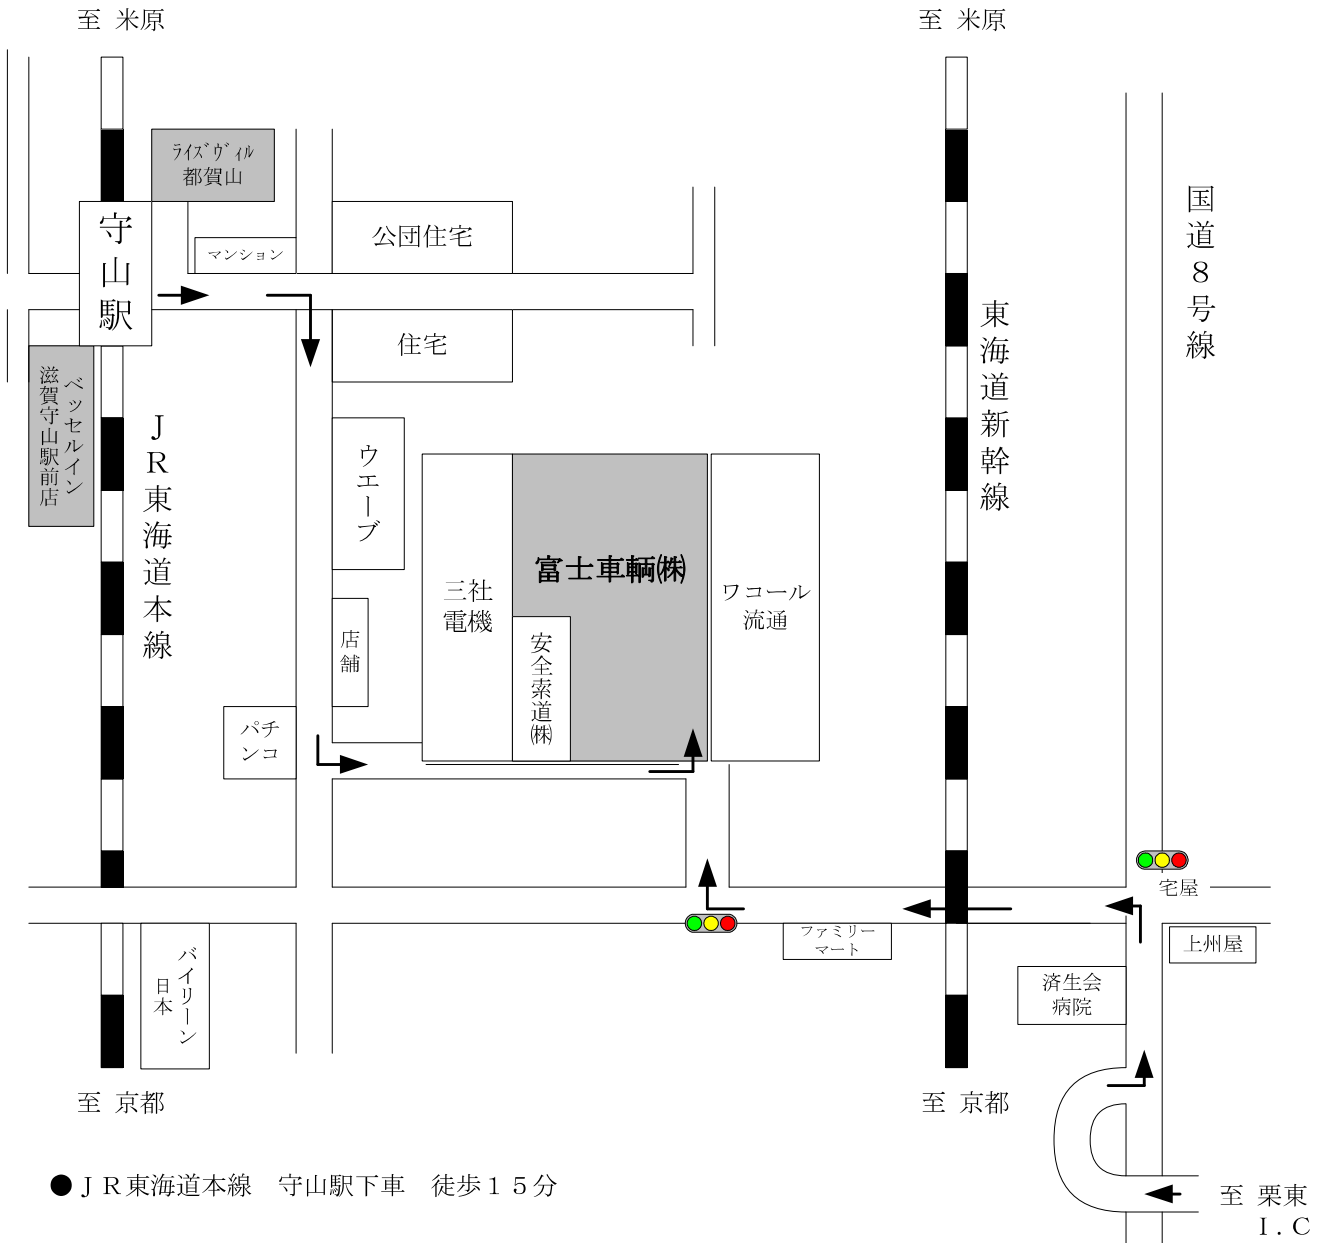 至 米原
至 米原
ﾗｲｽﾞｳﾞｨﾙ
都賀山
守山駅
マンション
公団住宅
国道８号線
住宅
東海道新幹線
ベッセルイン
滋賀守山駅前店
ＪＲ東海道本線
ウエーブ
三社
電機
富士車輌㈱
ワコール
流通
店
舗
安全索道㈱
パチ
ンコ
宅屋
ファミリー
マート
上州屋
バイリーン
日本
済生会
病院
至 京都
至 京都
●ＪＲ東海道本線　守山駅下車　徒歩１５分
至 栗東
Ｉ.Ｃ